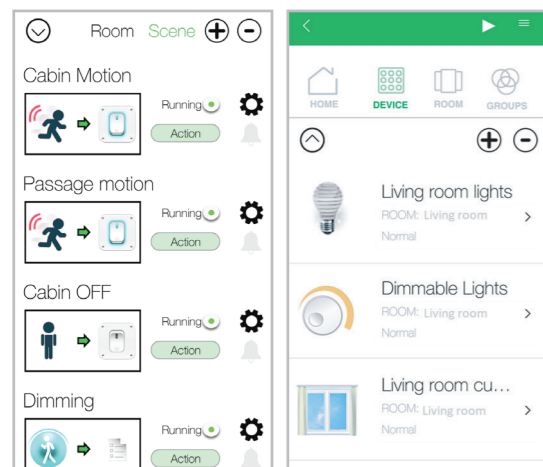 Room Scene
Cabin Motion
Running
Action
Passage motion
Running
Action
Cabin OFF
Running
Action
Dimming
Running
Action
HOME DEVICE ROOM GROUPS
Living room lights
ROOM: Living room
Normal
Dimmable Lights
ROOM: Living room
Normal
Living room cu...
ROOM: Living room
Normal